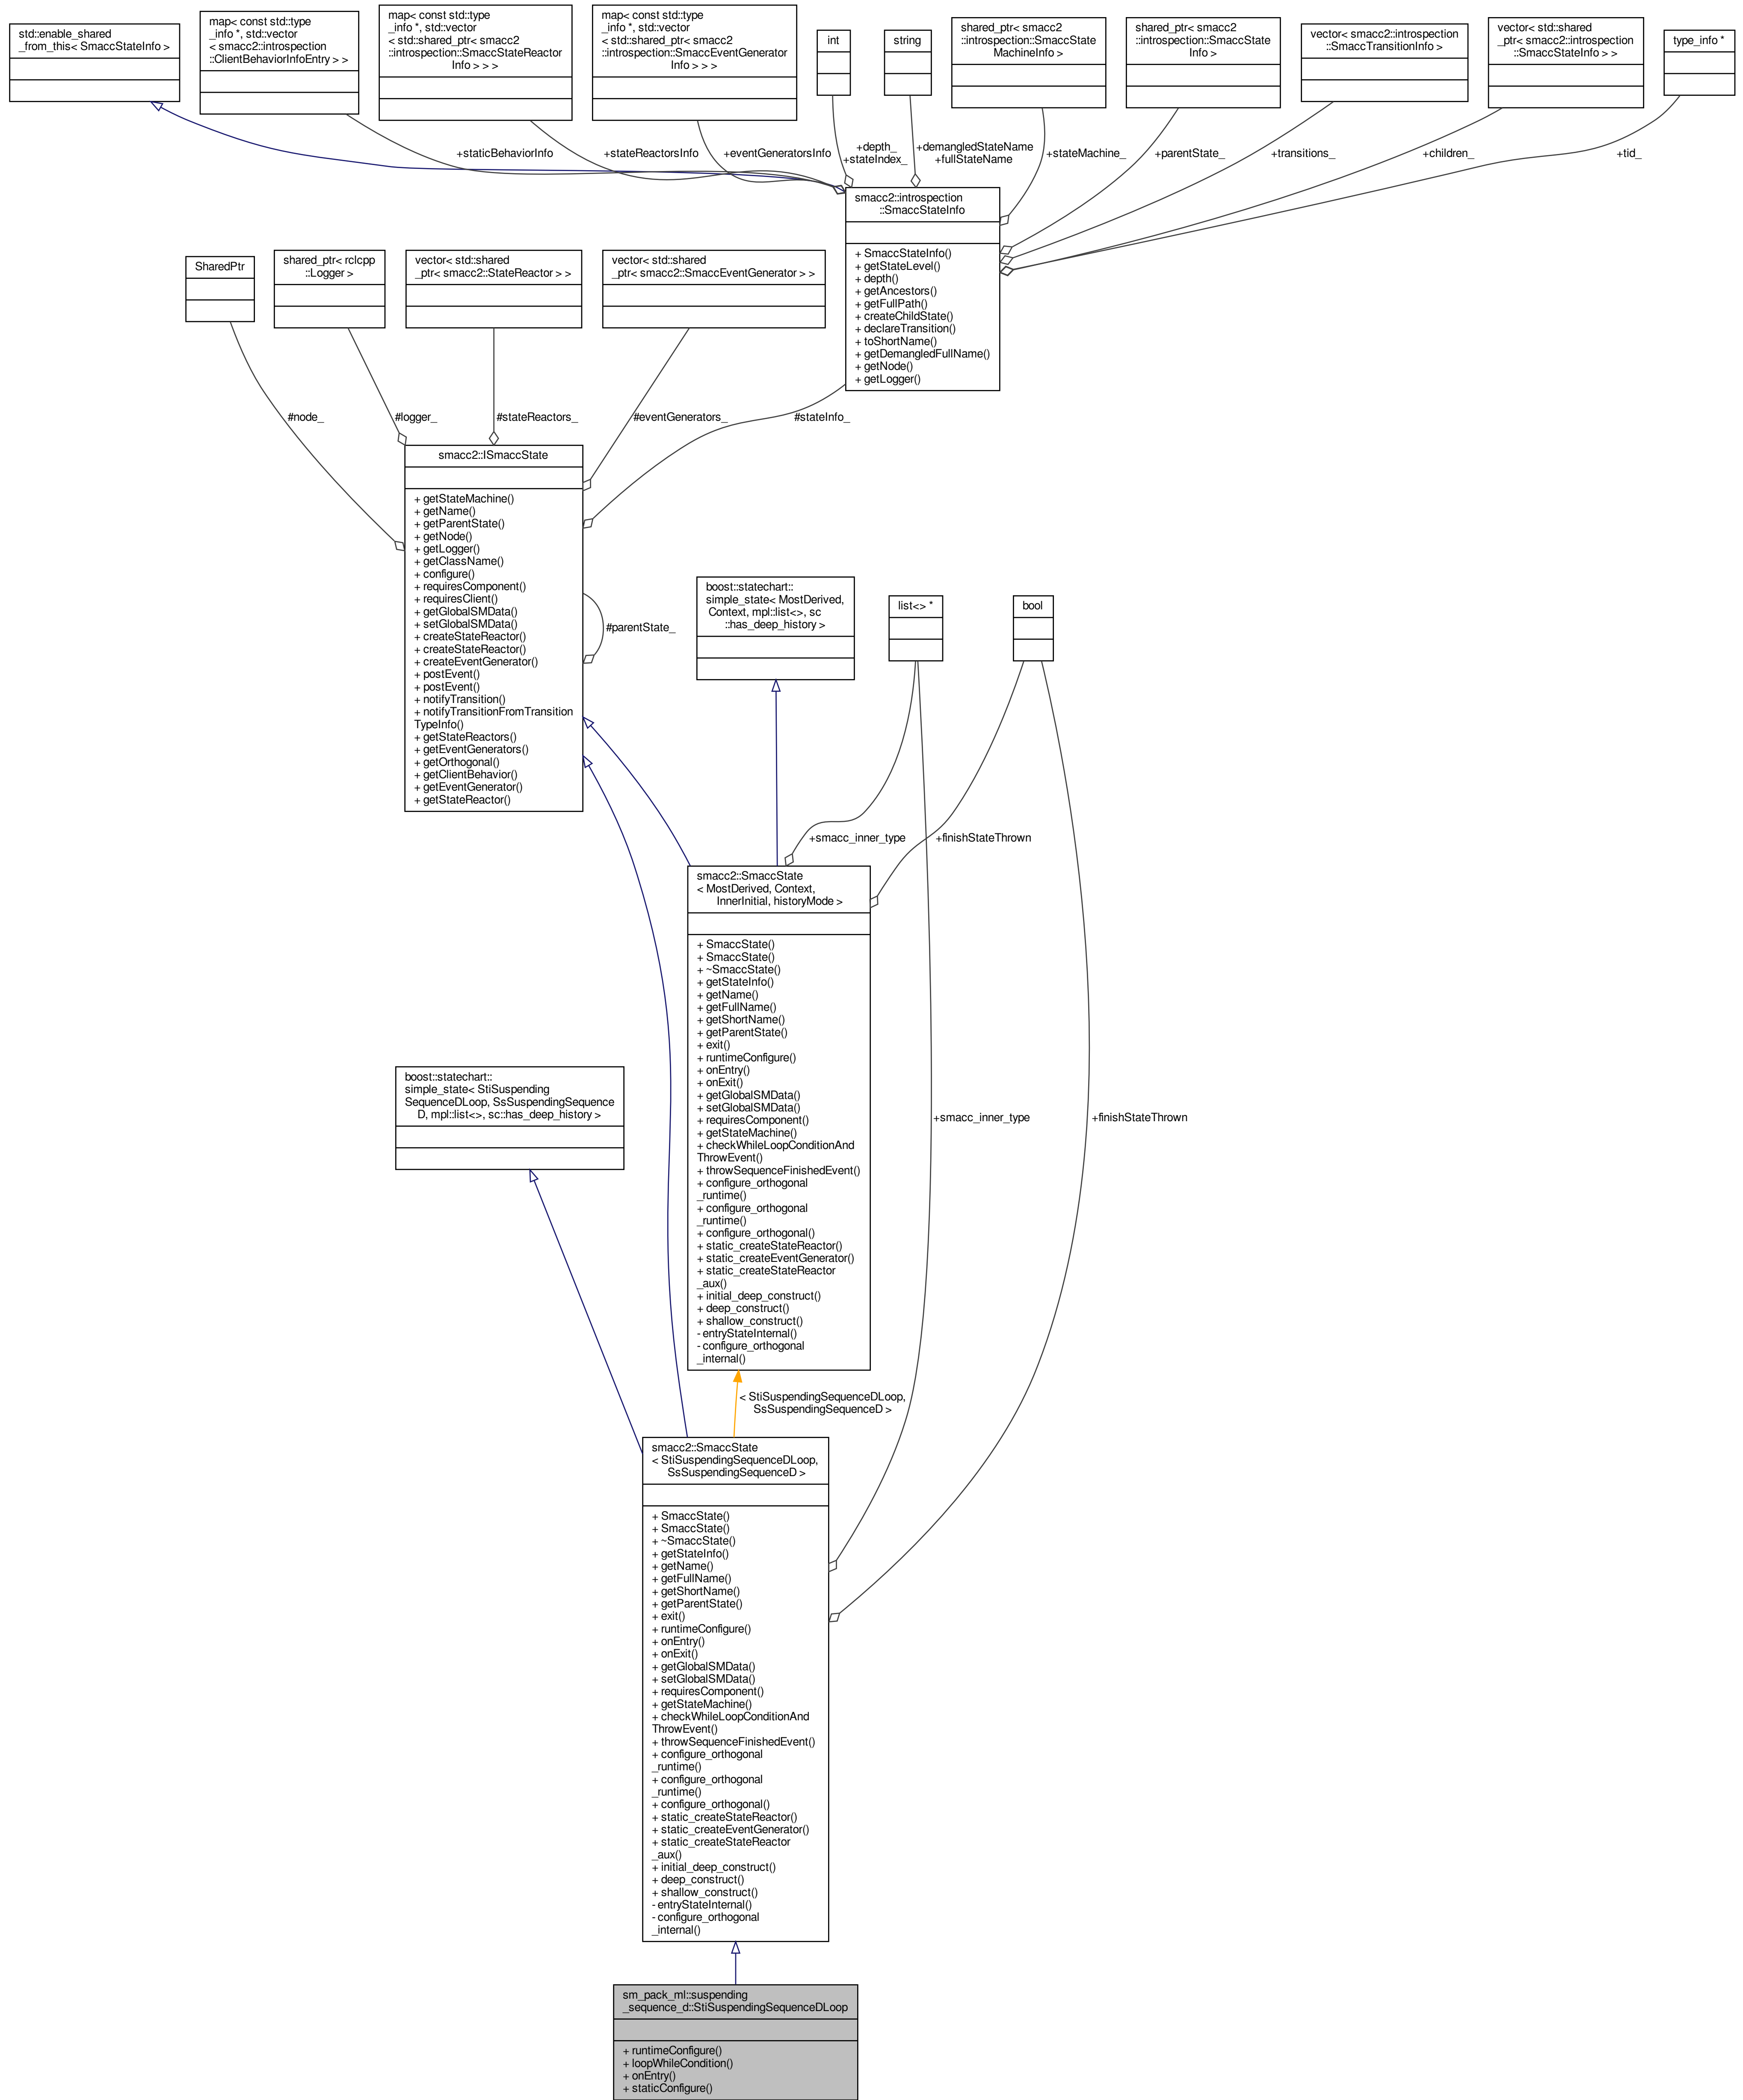 std::enable_shared
_from_this< SmaccStateInfo >
map< const std::type
_info *, std::vector
< smacc2::introspection
::ClientBehaviorInfoEntry > >
map< const std::type
_info *, std::vector
< std::shared_ptr< smacc2
::introspection::SmaccStateReactor
Info > > >
map< const std::type
_info *, std::vector
< std::shared_ptr< smacc2
::introspection::SmaccEventGenerator
Info > > >
int
string
shared_ptr< smacc2
::introspection::SmaccState
MachineInfo >
shared_ptr< smacc2
::introspection::SmaccState
Info >
vector< smacc2::introspection
::SmaccTransitionInfo >
vector< std::shared
_ptr< smacc2::introspection
::SmaccStateInfo > >
type_info *
+staticBehaviorInfo
+stateReactorsInfo
+eventGeneratorsInfo
+depth_
+stateIndex_
+demangledStateName
+fullStateName
+stateMachine_
+parentState_
+transitions_
+children_
+tid_
smacc2::introspection
::SmaccStateInfo
+ SmaccStateInfo()
+ getStateLevel()
+ depth()
+ getAncestors()
+ getFullPath()
+ createChildState()
+ declareTransition()
+ toShortName()
+ getDemangledFullName()
+ getNode()
+ getLogger()
SharedPtr
shared_ptr< rclcpp
::Logger >
vector< std::shared
_ptr< smacc2::StateReactor > >
vector< std::shared
_ptr< smacc2::SmaccEventGenerator > >
#node_
#logger_
#stateReactors_
#eventGenerators_
#stateInfo_
smacc2::ISmaccState
+ getStateMachine()
+ getName()
+ getParentState()
+ getNode()
+ getLogger()
+ getClassName()
+ configure()
+ requiresComponent()
+ requiresClient()
+ getGlobalSMData()
+ setGlobalSMData()
+ createStateReactor()
+ createStateReactor()
+ createEventGenerator()
+ postEvent()
+ postEvent()
+ notifyTransition()
+ notifyTransitionFromTransition
TypeInfo()
+ getStateReactors()
+ getEventGenerators()
+ getOrthogonal()
+ getClientBehavior()
+ getEventGenerator()
+ getStateReactor()
#parentState_
boost::statechart::
simple_state< MostDerived,
Context, mpl::list<>, sc
::has_deep_history >
list<> *
bool
+smacc_inner_type
+finishStateThrown
smacc2::SmaccState
< MostDerived, Context,
InnerInitial, historyMode >
+ SmaccState()
+ SmaccState()
+ ~SmaccState()
+ getStateInfo()
+ getName()
+ getFullName()
+ getShortName()
+ getParentState()
+ exit()
+ runtimeConfigure()
+ onEntry()
+ onExit()
+ getGlobalSMData()
+ setGlobalSMData()
+ requiresComponent()
+ getStateMachine()
+ checkWhileLoopConditionAnd
ThrowEvent()
+ throwSequenceFinishedEvent()
+ configure_orthogonal
_runtime()
+ configure_orthogonal
_runtime()
+ configure_orthogonal()
+ static_createStateReactor()
+ static_createEventGenerator()
+ static_createStateReactor
_aux()
+ initial_deep_construct()
+ deep_construct()
+ shallow_construct()
- entryStateInternal()
- configure_orthogonal
_internal()
boost::statechart::
simple_state< StiSuspending
SequenceDLoop, SsSuspendingSequence
D, mpl::list<>, sc::has_deep_history >
+smacc_inner_type
+finishStateThrown
< StiSuspendingSequenceDLoop,
SsSuspendingSequenceD >
smacc2::SmaccState
< StiSuspendingSequenceDLoop,
SsSuspendingSequenceD >
+ SmaccState()
+ SmaccState()
+ ~SmaccState()
+ getStateInfo()
+ getName()
+ getFullName()
+ getShortName()
+ getParentState()
+ exit()
+ runtimeConfigure()
+ onEntry()
+ onExit()
+ getGlobalSMData()
+ setGlobalSMData()
+ requiresComponent()
+ getStateMachine()
+ checkWhileLoopConditionAnd
ThrowEvent()
+ throwSequenceFinishedEvent()
+ configure_orthogonal
_runtime()
+ configure_orthogonal
_runtime()
+ configure_orthogonal()
+ static_createStateReactor()
+ static_createEventGenerator()
+ static_createStateReactor
_aux()
+ initial_deep_construct()
+ deep_construct()
+ shallow_construct()
- entryStateInternal()
- configure_orthogonal
_internal()
sm_pack_ml::suspending
_sequence_d::StiSuspendingSequenceDLoop
+ runtimeConfigure()
+ loopWhileCondition()
+ onEntry()
+ staticConfigure()